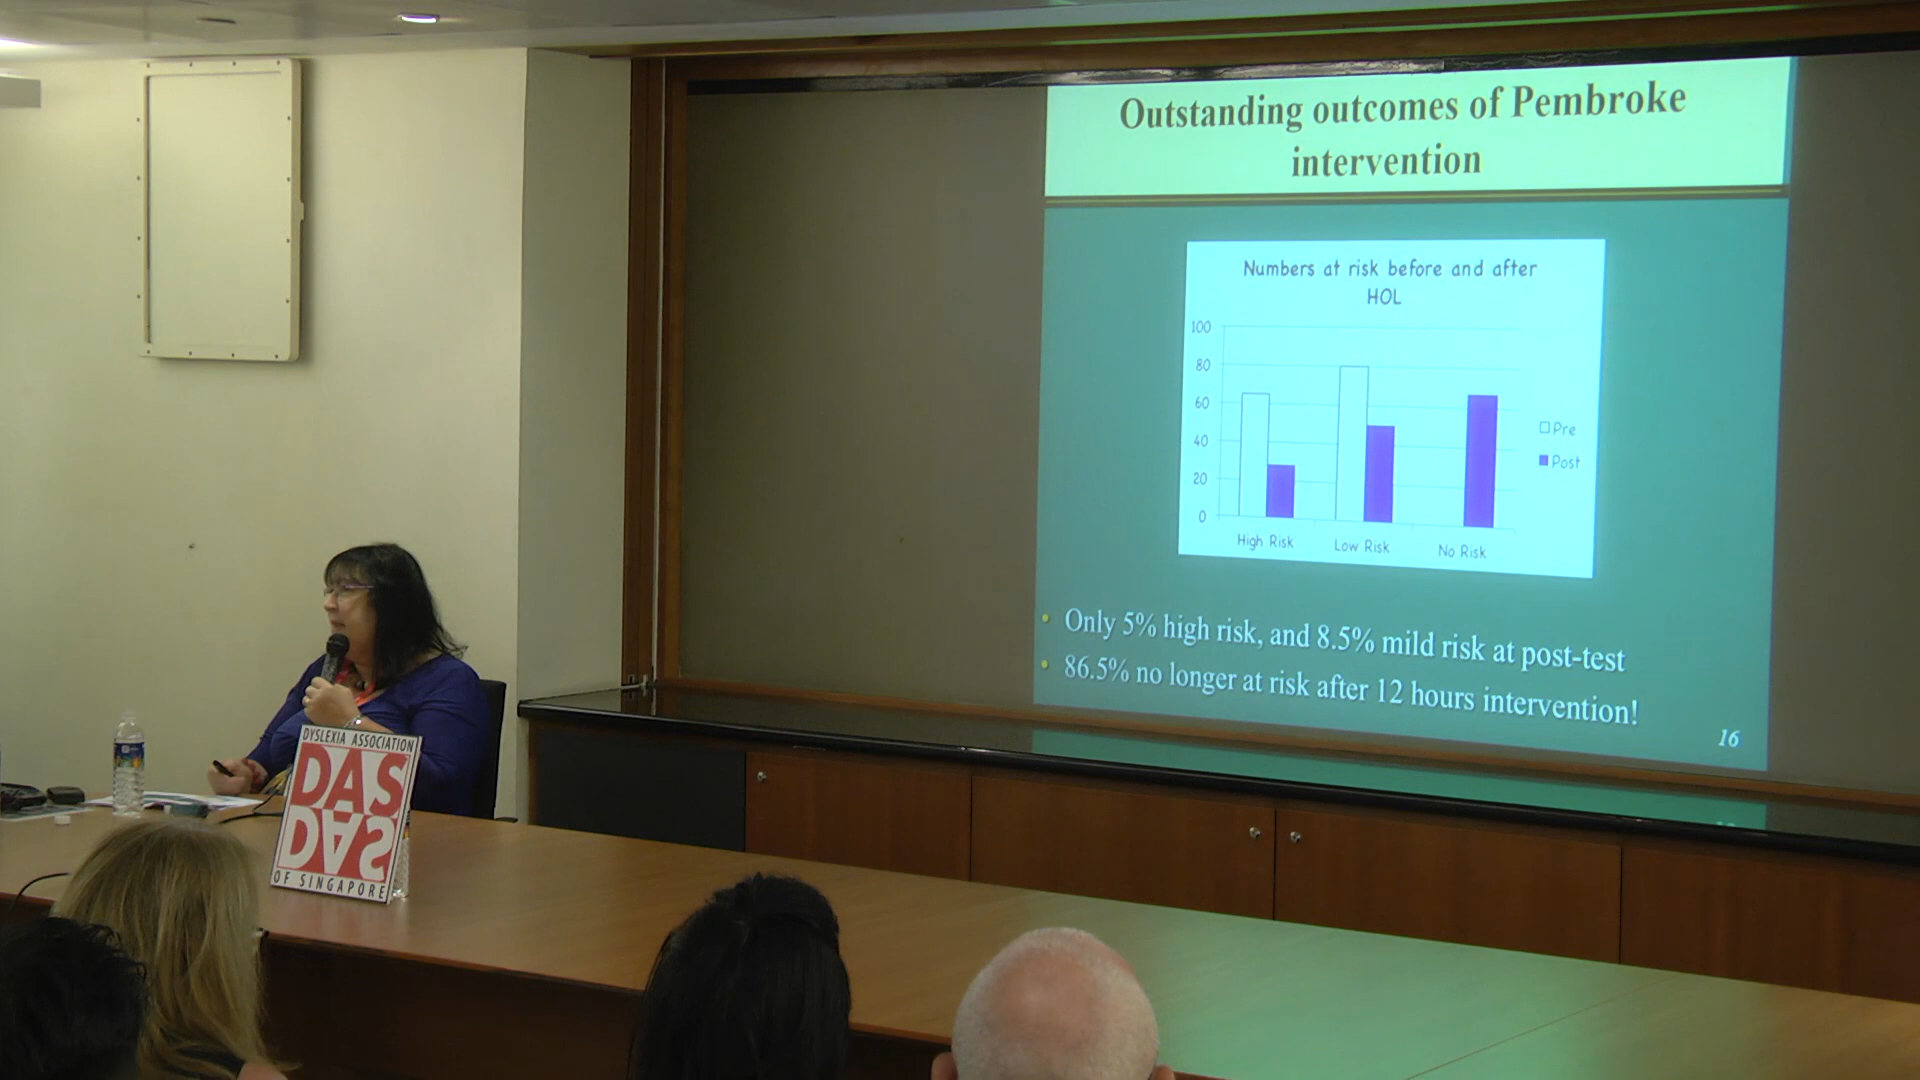 Outstanding outcomes of Pembroke
intervention
Numbers at risk before and after
HOL
100
80
60
40
20
0
Pre
Post
High Risk
Low Risk
No Risk
• Only 5% high risk, and 8.5% mild risk at post-test
• 86.5% no longer at risk after 12 hours intervention!
16
DYSLEXIA ASSOCIATION
DAS
DAS
OF SINGAPORE